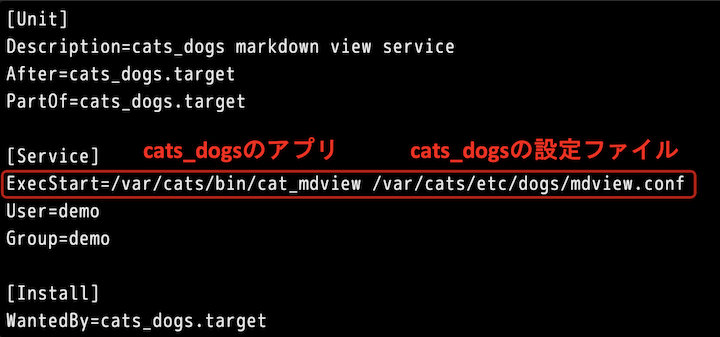 [Unit]
Description=cats_dogs markdown view service
After=cats_dogs.target
PartOf=cats_dogs.target
cats_dogsのアプリ cats_dogsの設定ファイル
[Service]
ExecStart=/var/cats/bin/cat_mdview /var/cats/etc/dogs/mdview.conf
User=demo
Group=demo
[Install]
WantedBy=cats_dogs.target